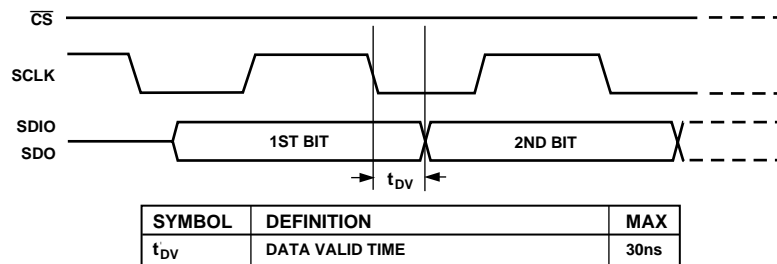 CS
SCLK
SDIO
SDO
1ST BIT
2ND BIT
tDV
SYMBOL DEFINITION MAX
tDV DATA VALID TIME 30ns